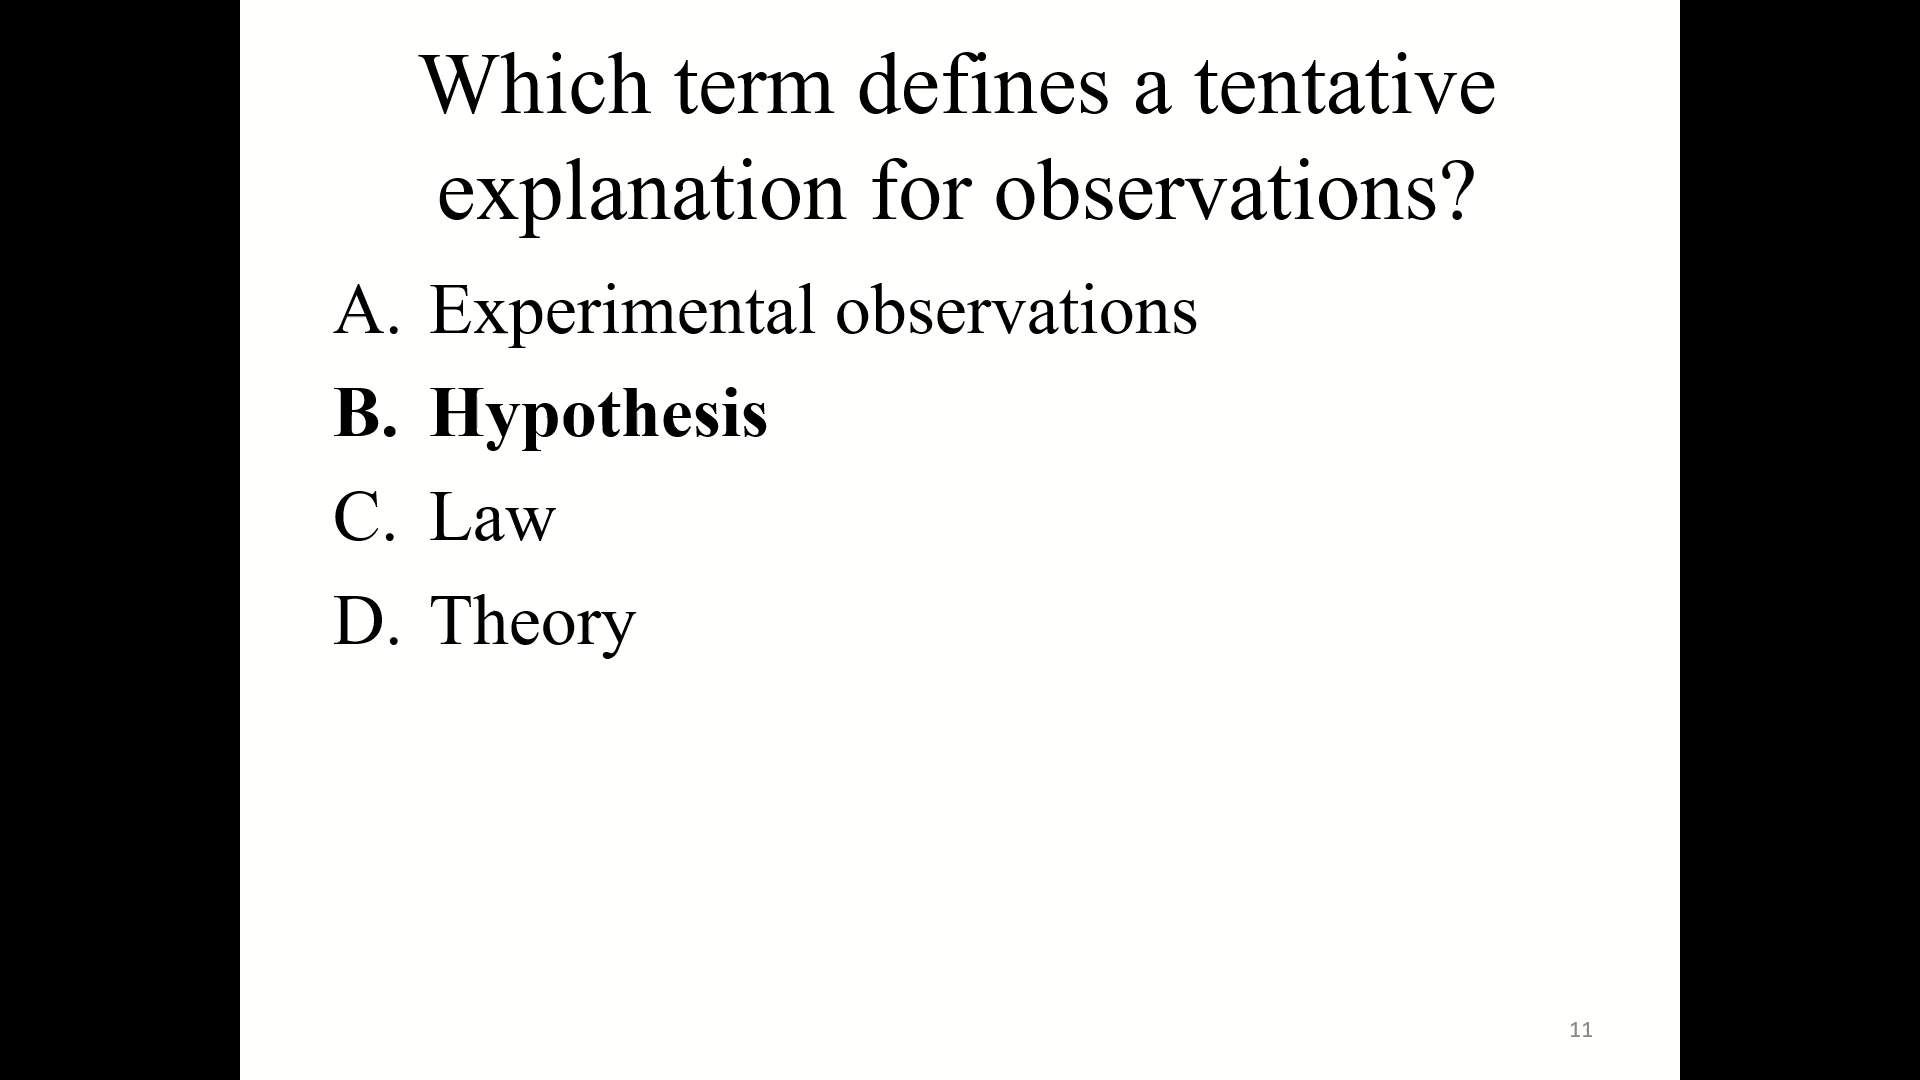 Which term defines a tentative
explanation for observations?
A. Experimental observations
B. Hypothesis
C. Law
D. Theory
11